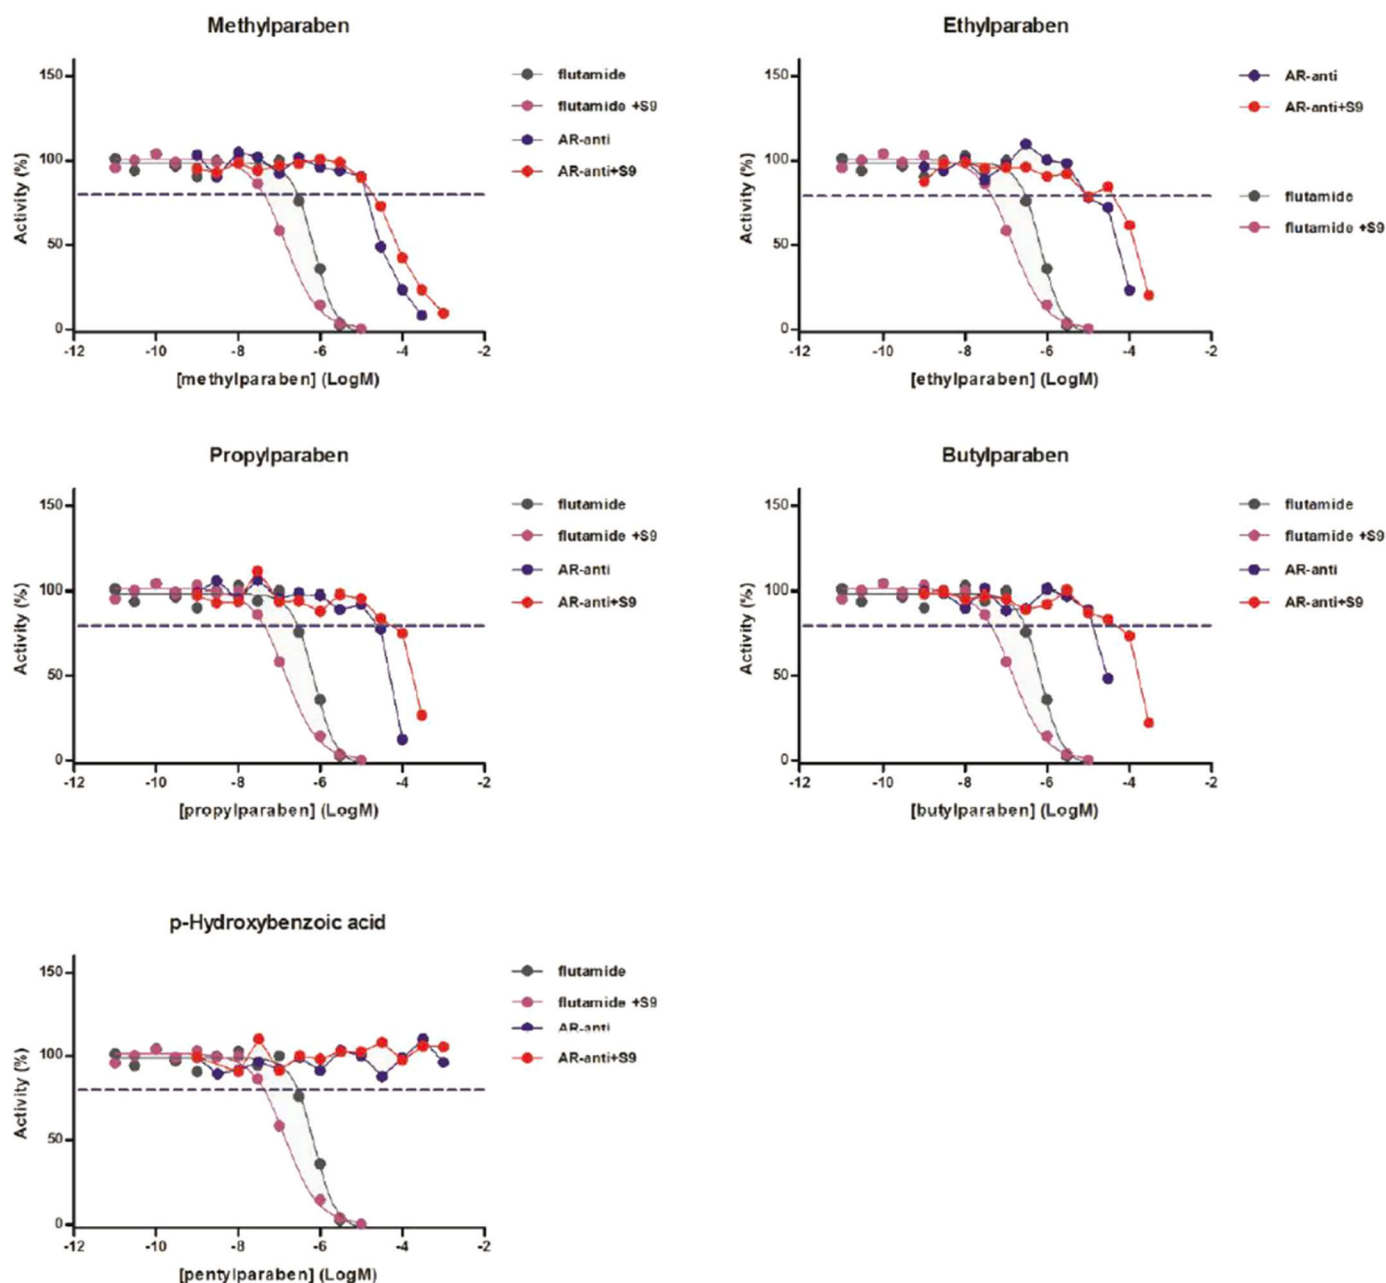 Methylparaben
150
100
50
0
Activity (%)
-12 -10 -8 -6 -4 -2
[methylparaben] (LogM)
flutamide
flutamide +S9
AR-anti
AR-anti+S9
Ethylparaben
150
100
50
0
Activity (%)
-12 -10 -8 -6 -4 -2
[ethylparaben] (LogM)
AR-anti
AR-anti+S9
flutamide
flutamide +S9
Propylparaben
150
100
50
0
Activity (%)
-12 -10 -8 -6 -4 -2
[propylparaben] (LogM)
flutamide
flutamide +S9
AR-anti
AR-anti+S9
Butylparaben
150
100
50
0
Activity (%)
-12 -10 -8 -6 -4 -2
[butylparaben] (LogM)
flutamide
flutamide +S9
AR-anti
AR-anti+S9
p-Hydroxybenzoic acid
150
100
50
0
Activity (%)
-12 -10 -8 -6 -4 -2
[pentylparaben] (LogM)
flutamide
flutamide +S9
AR-anti
AR-anti+S9